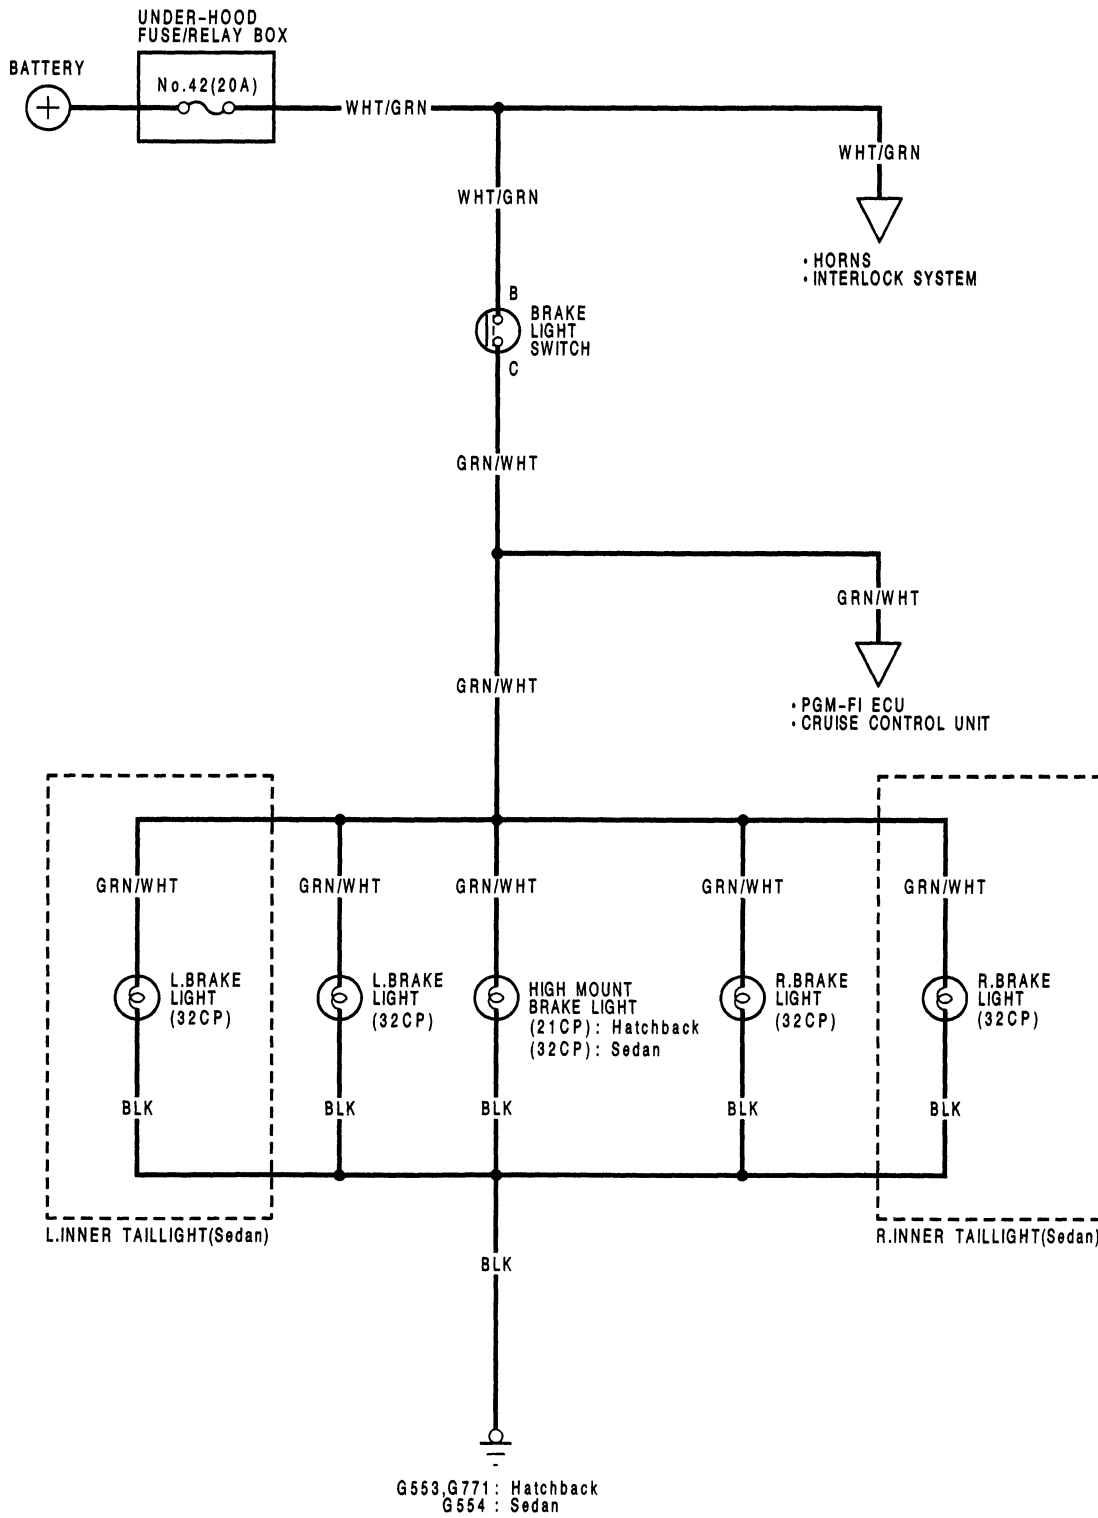 UNDER-HOOD
FUSE/RELAY BOX
BATTERY
No.42(20A)
WHT/GRN
WHT/GRN
WHT/GRN
• HORNS
• INTERLOCK SYSTEM
B
BRAKE
LIGHT
SWITCH
C
GRN/WHT
GRN/WHT
GRN/WHT
• PGM-FI ECU
• CRUISE CONTROL UNIT
GRN/WHT
GRN/WHT
GRN/WHT
GRN/WHT
GRN/WHT
L.BRAKE
LIGHT
(32CP)
L.BRAKE
LIGHT
(32CP)
HIGH MOUNT
BRAKE LIGHT
(21CP): Hatchback
(32CP): Sedan
R.BRAKE
LIGHT
(32CP)
R.BRAKE
LIGHT
(32CP)
BLK
BLK
BLK
BLK
BLK
L.INNER TAILLIGHT(Sedan)
R.INNER TAILLIGHT(Sedan)
BLK
G553,G771: Hatchback
G554 : Sedan